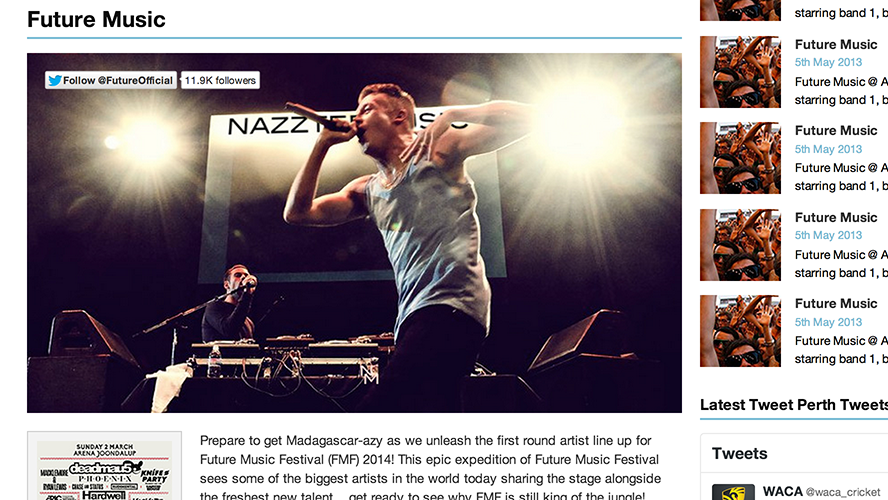 Future Music
Follow @FutureOfficial
11.9K followers
NAZZTE
Prepare to get Madagascar-azy as we unleash the first round artist line up for
Future Music Festival (FMF) 2014! This epic expedition of Future Music Festival
sees some of the biggest artists in the world today sharing the stage alongside
the freshest new talent... get ready to see why FMF is still king of the jungle!
SUNDAY 2 MARCH
ARENA JOONDALUP
MACKLEMORE
& RYAN LEWIS
deadmau5
KNIFE
PARTY
PHOENIX
Hardwell
starring band 1, b
Future Music
5th May 2013
Future Music @ A
starring band 1, b
Future Music
5th May 2013
Future Music @ A
starring band 1, b
Future Music
5th May 2013
Future Music @ A
starring band 1, b
Future Music
5th May 2013
Future Music @ A
starring band 1, b
Latest Tweet Perth Tweets
Tweets
WACA @waca_cricket